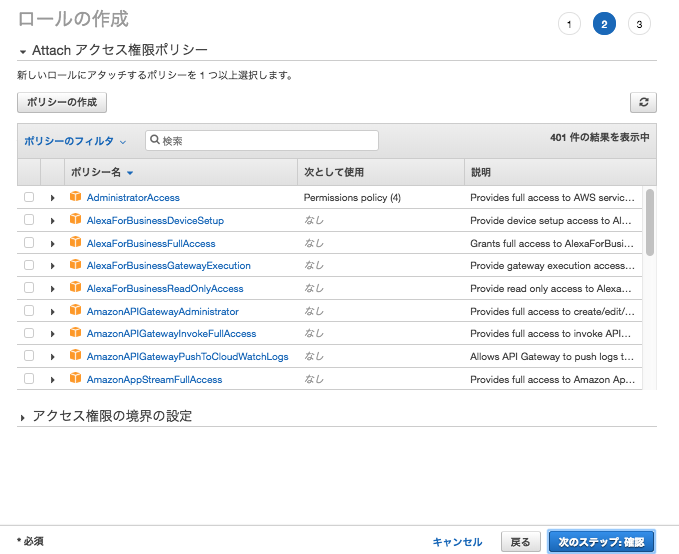 ロールの作成
1 2 3
Attach アクセス権限ポリシー
新しいロールにアタッチするポリシーを 1 つ以上選択します。
ポリシーの作成
ポリシーのフィルタ 検索 401 件の結果を表示中
ポリシー名 次として使用 説明
AdministratorAccess Permissions policy (4) Provides full access to AWS servic...
AlexaForBusinessDeviceSetup なし Provide device setup access to Al...
AlexaForBusinessFullAccess なし Grants full access to AlexaForBusi...
AlexaForBusinessGatewayExecution なし Provide gateway execution access...
AlexaForBusinessReadOnlyAccess なし Provide read only access to Alexa...
AmazonAPIGatewayAdministrator なし Provides full access to create/edit/...
AmazonAPIGatewayInvokeFullAccess なし Provides full access to invoke API...
AmazonAPIGatewayPushToCloudWatchLogs なし Allows API Gateway to push logs t...
AmazonAppStreamFullAccess なし Provides full access to Amazon Ap...
アクセス権限の境界の設定
* 必須 キャンセル 戻る 次のステップ: 確認